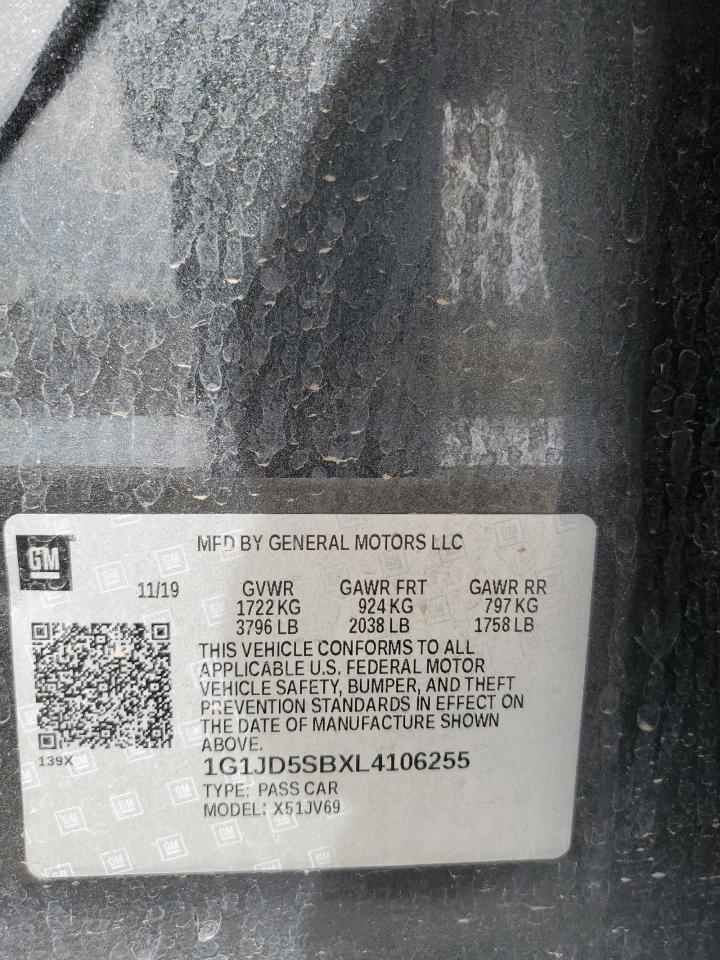 GM
MFD BY GENERAL MOTORS LLC
11/19 GVWR GAWR FRT GAWR RR
1722 KG 924 KG 797 KG
3796 LB 2038 LB 1758 LB
THIS VEHICLE CONFORMS TO ALL
APPLICABLE U.S. FEDERAL MOTOR
VEHICLE SAFETY, BUMPER, AND THEFT
PREVENTION STANDARDS IN EFFECT ON
THE DATE OF MANUFACTURE SHOWN
ABOVE.
139X
1G1JD5SBXL4106255
TYPE: PASS CAR
MODEL: X51JV69